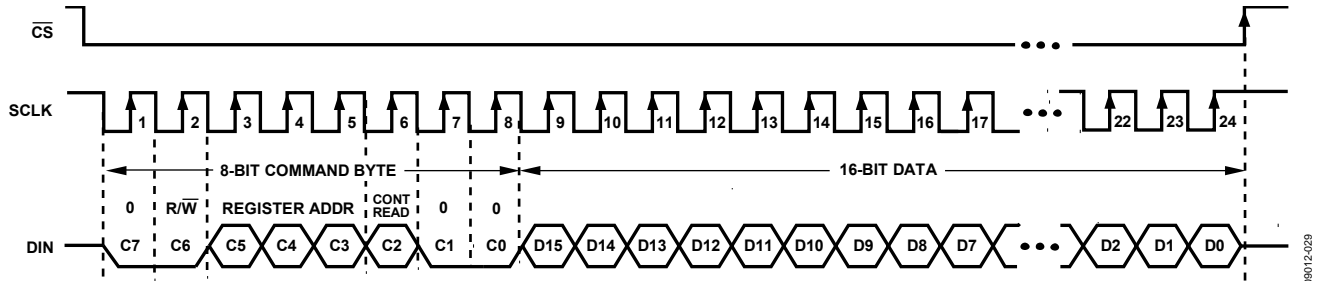 CS
SCLK
1 2 3 4 5 6 7 8 9 10 11 12 13 14 15 16 17 22 23 24
8-BIT COMMAND BYTE 16-BIT DATA
0 R/W REGISTER ADDR CONT READ 0 0
DIN C7 C6 C5 C4 C3 C2 C1 C0 D15 D14 D13 D12 D11 D10 D9 D8 D7 D2 D1 D0
09012-029